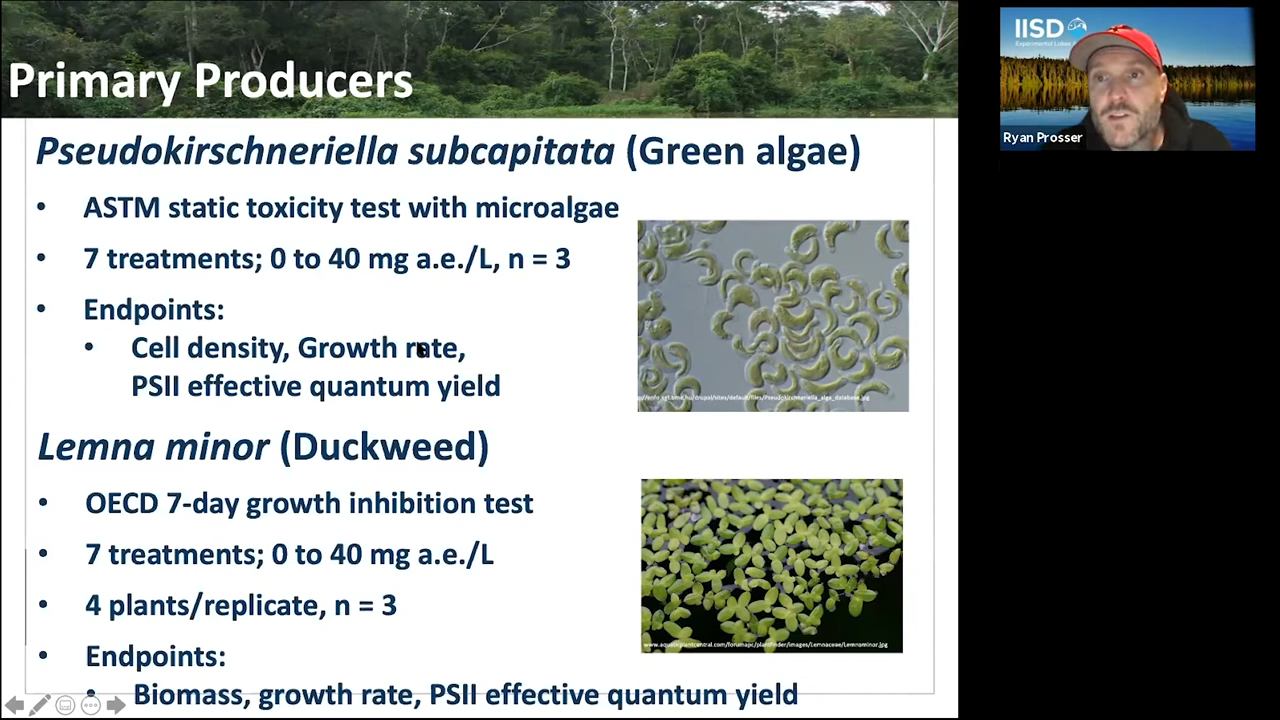 Primary Producers
Pseudokirschneriella subcapitata (Green algae)
• ASTM static toxicity test with microalgae
• 7 treatments; 0 to 40 mg a.e./L, n = 3
• Endpoints:
• Cell density, Growth rate,
PSII effective quantum yield
Lemna minor (Duckweed)
• OECD 7-day growth inhibition test
• 7 treatments; 0 to 40 mg a.e./L
• 4 plants/replicate, n = 3
• Endpoints:
• Biomass, growth rate, PSII effective quantum yield
IISD
Experimental Lakes
Ryan Prosser